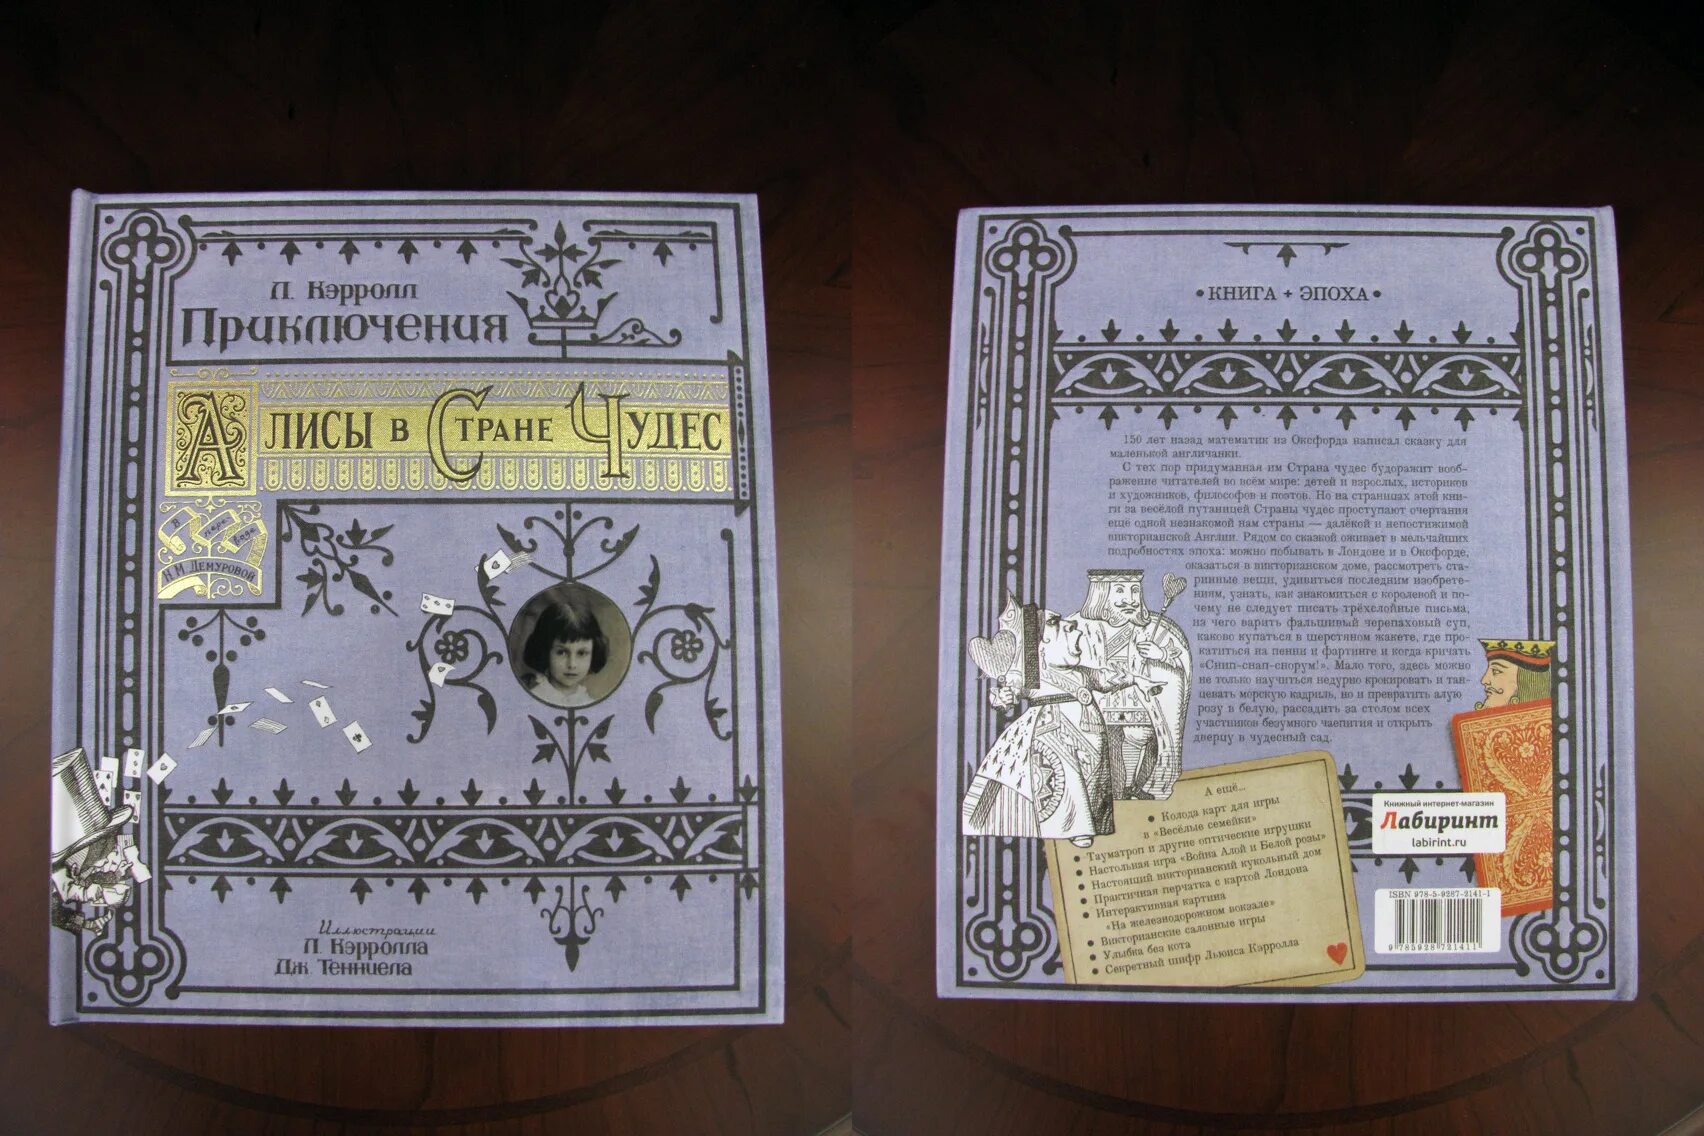 Л. Кэрролл
Приключения
Алисы в Стране Чудес
В
пере-
воде
Н.М. Демуровой
Иллюстрации
Л. Кэрролла
Дж. Тенниела
•КНИГА + ЭПОХА•
150 лет назад математик из Оксфорда написал сказку для
маленькой англичанки.
С тех пор придуманная им Страна чудес будоражит вооб-
ражение читателей во всём мире: детей и взрослых, историков
и художников, философов и поэтов. Но на страницах этой кни-
ги за весёлой путаницей Страны чудес проступают очертания
ещё одной незнакомой нам страны — далёкой и непостижимой
викторианской Англии. Рядом со сказкой оживает в мельчайших
подробностях эпоха: можно побывать в Лондоне и в Оксфорде,
оказаться в викторианском доме, рассмотреть ста-
ринные вещи, удивиться последним изобрете-
ниям, узнать, как знакомиться с королевой и по-
чему не следует писать трёхслойные письма,
из чего варить фальшивый черепаховый суп,
каково купаться в шерстяном жакете, где про-
катиться на пенни и фартинге и когда кричать
«Снип-снап-снорум!». Мало того, здесь можно
не только научиться недурно крокировать и тан-
цевать морскую кадриль, но и превратить алую
розу в белую, рассадить за столом всех
участников безумного чаепития и открыть
дверцу в чудесный сад.
А ещё...
• Колода карт для игры
в «Весёлые семейки»
• Тауматроп и другие оптические игрушки
• Настольная игра «Война Алой и Белой розы»
• Настоящий викторианский кукольный дом
• Практичная перчатка с картой Лондона
• Интерактивная картина
«На железнодорожном вокзале»
• Викторианские салонные игры
• Улыбка без кота
• Секретный шифр Льюиса Кэрролла
Книжный интернет-магазин
Лабиринт
labirint.ru
ISBN 978-5-9287-2141-1
9 785928 721411